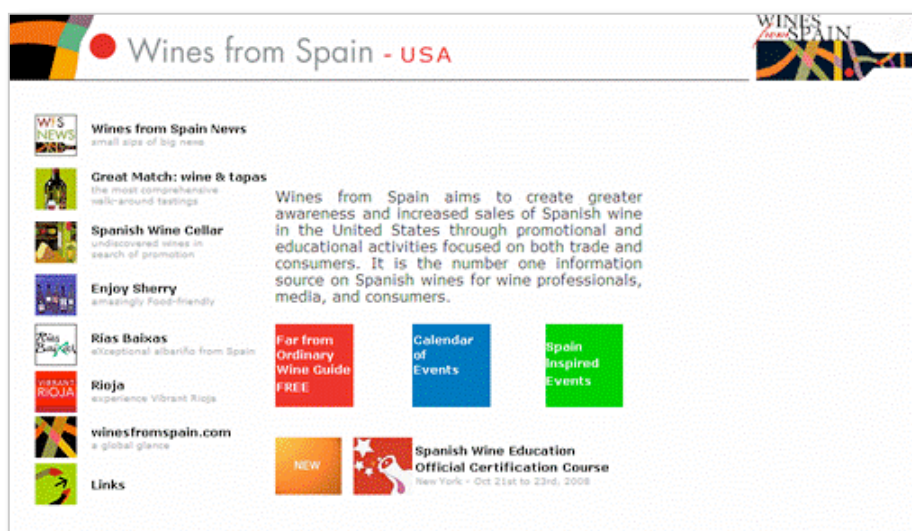 Wines from Spain - USA
WINES
from SPAIN
WFS
NEWS
Wines from Spain News
small sips of big news
Great Match: wine & tapas
the most comprehensive
walk-around tastings
Spanish Wine Cellar
undiscovered wines in
search of promotion
Enjoy Sherry
amazingly Food-friendly
Rías
Baixas
Rías Baixas
eXceptional albariño from Spain
VIBRANT
RIOJA
Rioja
experience Vibrant Rioja
winesfromspain.com
a global glance
Links
Wines from Spain aims to create greater
awareness and increased sales of Spanish wine
in the United States through promotional and
educational activities focused on both trade and
consumers. It is the number one information
source on Spanish wines for wine professionals,
media, and consumers.
Far from
Ordinary
Wine Guide
FREE
Calendar
of
Events
Spain
Inspired
Events
NEW
Spanish Wine Education
Official Certification Course
New York - Oct 21st to 23rd, 2008